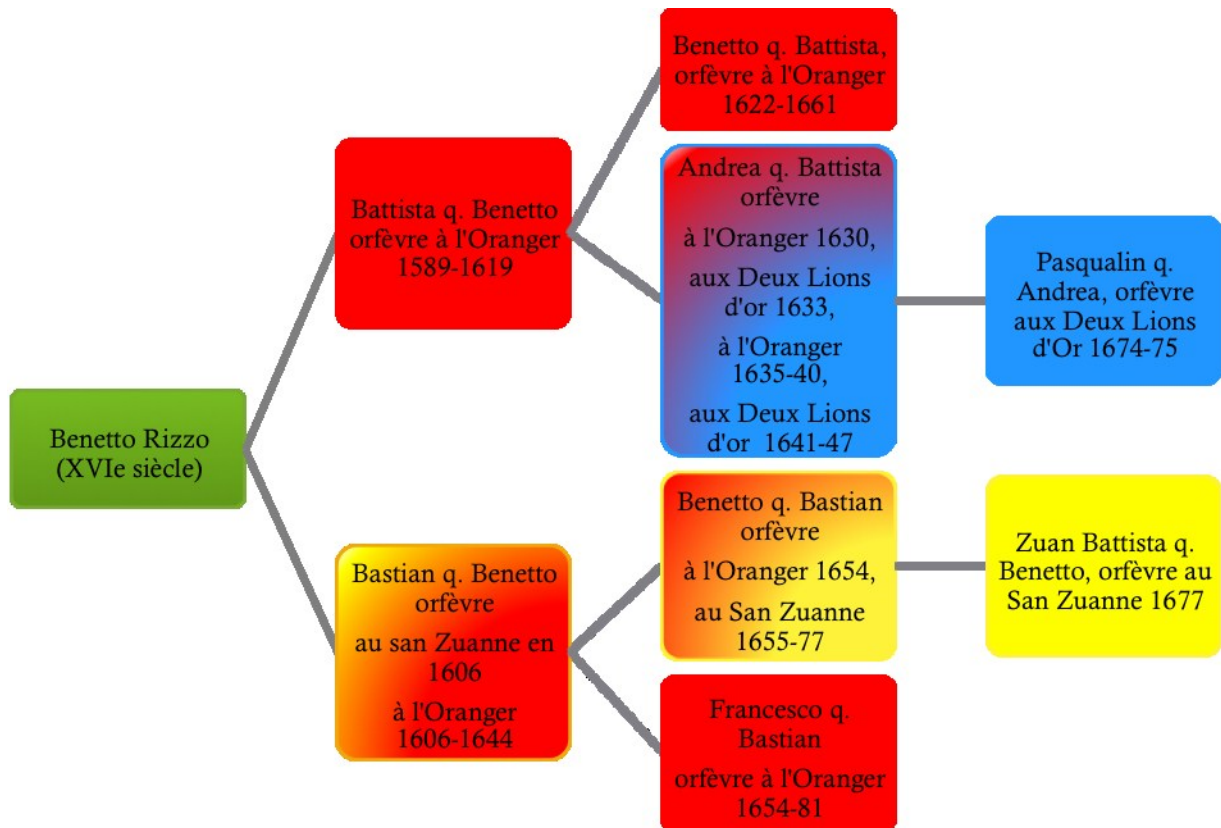 Benetto Rizzo
(XVIe siècle)
Battista q. Benetto
orfèvre à l'Oranger
1589-1619
Bastian q. Benetto
orfèvre
au san Zuanne en
1606
à l'Oranger
1606-1644
Benetto q. Battista,
orfèvre à l'Oranger
1622-1661
Andrea q. Battista
orfèvre
à l'Oranger 1630,
aux Deux Lions
d'or 1633,
à l'Oranger
1635-40,
aux Deux Lions
d'or 1641-47
Benetto q. Bastian
orfèvre
à l'Oranger 1654,
au San Zuanne
1655-77
Francesco q.
Bastian
orfèvre à l'Oranger
1654-81
Pasqualin q.
Andrea, orfèvre
aux Deux Lions
d'Or 1674-75
Zuan Battista q.
Benetto, orfèvre au
San Zuanne 1677